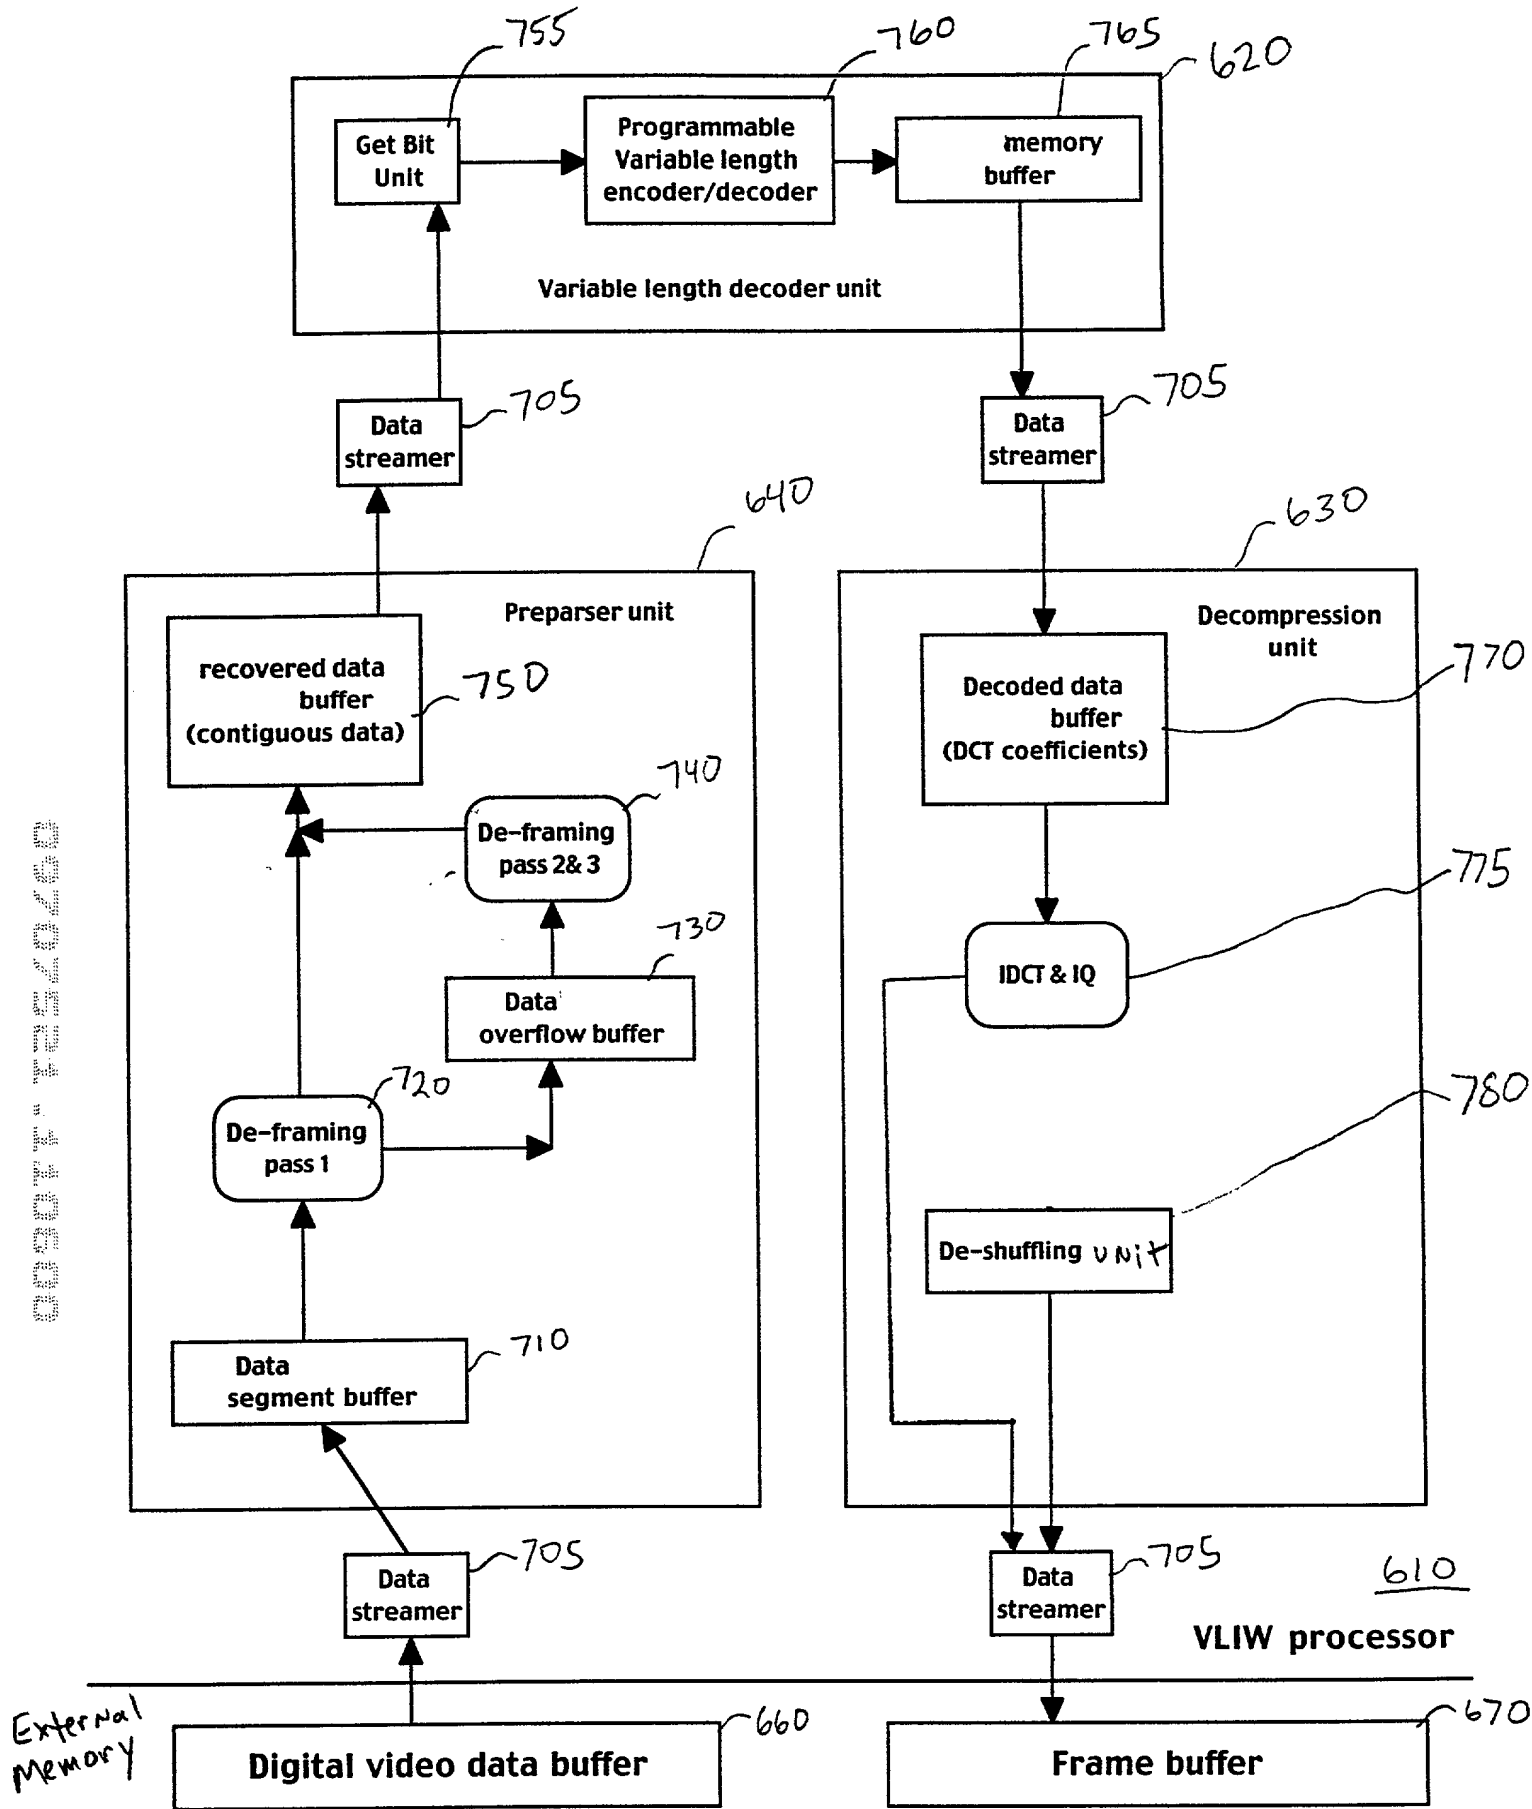 755
760
765
620
Get Bit
Unit
Programmable
Variable length
encoder/decoder
memory
buffer
Variable length decoder unit
Data
streamer
705
Data
streamer
705
640
630
Preparser unit
recovered data
buffer
(contiguous data)
750
740
De-framing
pass 2& 3
730
Data
overflow buffer
720
De-framing
pass 1
Data
segment buffer
710
Decompression
unit
Decoded data
buffer
(DCT coefficients)
770
IDCT & IQ
775
780
De-shuffling UNit
Data
streamer
705
Data
streamer
705
610
VLIW processor
External
Memory
Digital video data buffer
660
Frame buffer
670
09707524.110600